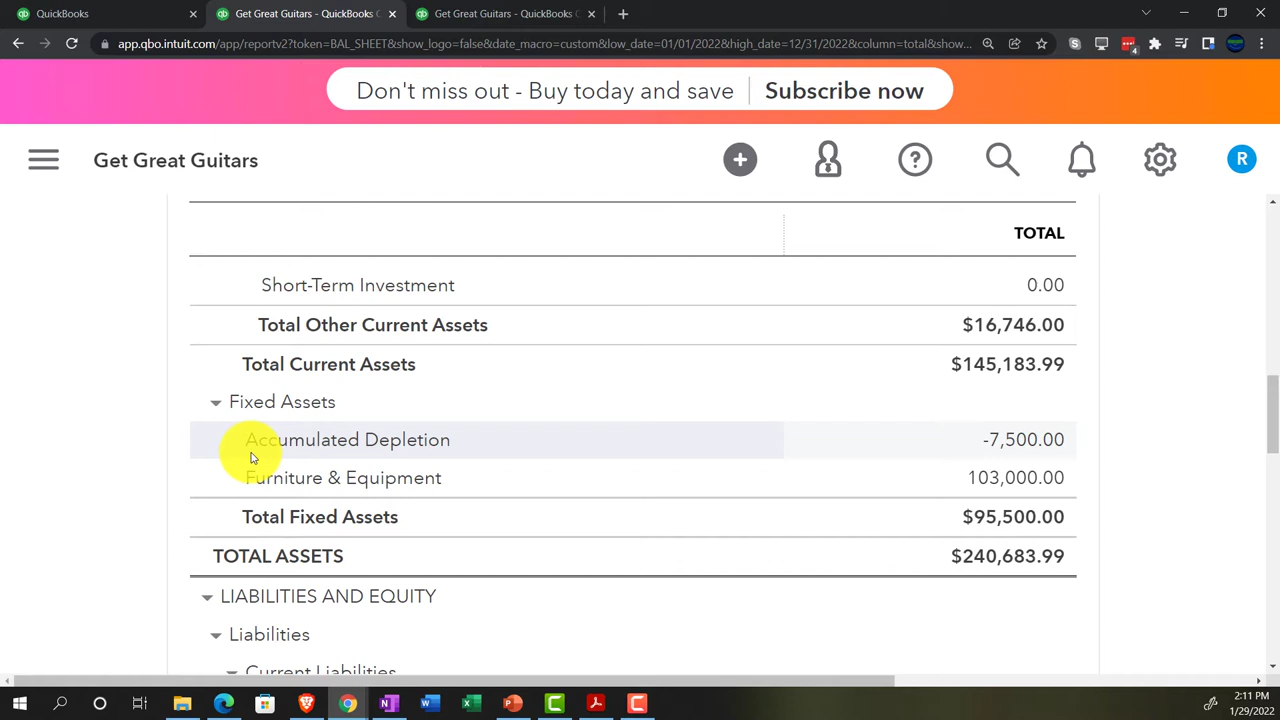 QuickBooks
Get Great Guitars - QuickBooks
Get Great Guitars - QuickBooks
app.qbo.intuit.com/app/reportv2?token=BAL_SHEET&show_logo=false&date_macro=custom&low_date=01/01/2022&high_date=12/31/2022&column=total&show...
4
Don't miss out - Buy today and save Subscribe now
Get Great Guitars
R
TOTAL
Short-Term Investment 0.00
Total Other Current Assets $16,746.00
Total Current Assets $145,183.99
Fixed Assets
Accumulated Depletion -7,500.00
Furniture & Equipment 103,000.00
Total Fixed Assets $95,500.00
TOTAL ASSETS $240,683.99
LIABILITIES AND EQUITY
Liabilities
Current Liabilities
2:11 PM
1/29/2022